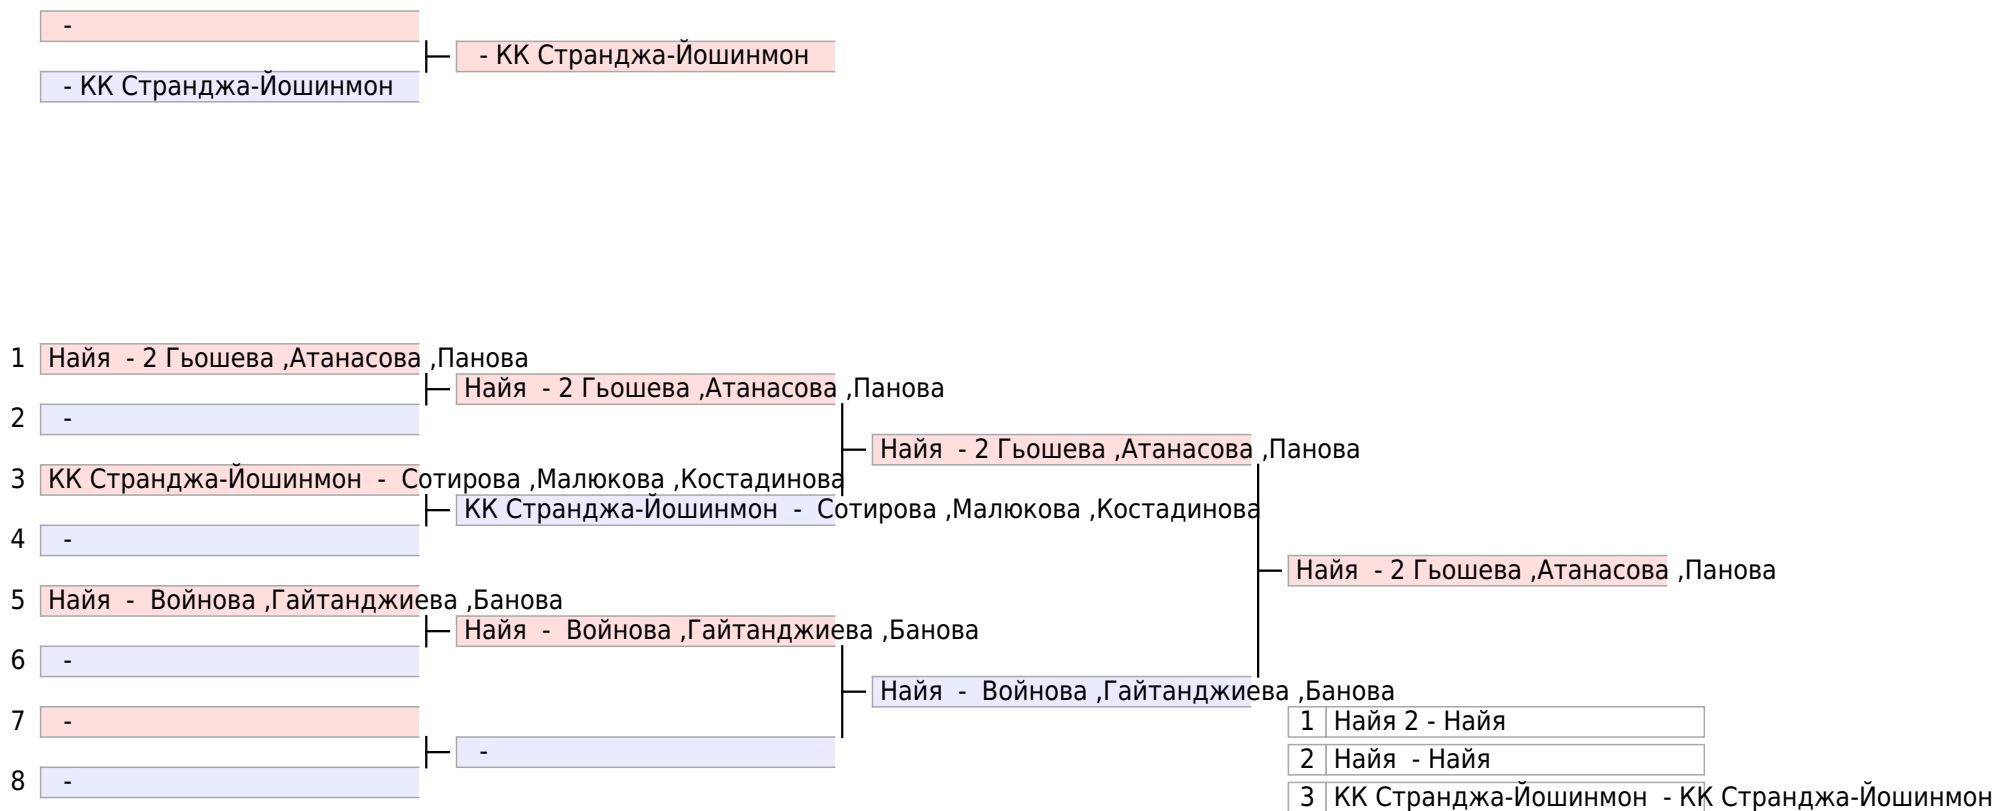 -
- КК Странджа-Йошинмон
- КК Странджа-Йошинмон
1 Найя - 2 Гьошева ,Атанасова ,Панова
Найя - 2 Гьошева ,Атанасова ,Панова
2 -
Найя - 2 Гьошева ,Атанасова ,Панова
3 КК Странджа-Йошинмон - Сотирова ,Малюкова ,Костадинова
КК Странджа-Йошинмон - Сотирова ,Малюкова ,Костадинова
4 -
Найя - 2 Гьошева ,Атанасова ,Панова
5 Найя - Войнова ,Гайтанджиева ,Банова
Найя - Войнова ,Гайтанджиева ,Банова
6 -
Найя - Войнова ,Гайтанджиева ,Банова
7 -
1 Найя 2 - Найя
-
2 Найя - Найя
8 -
3 КК Странджа-Йошинмон - КК Странджа-Йошинмон